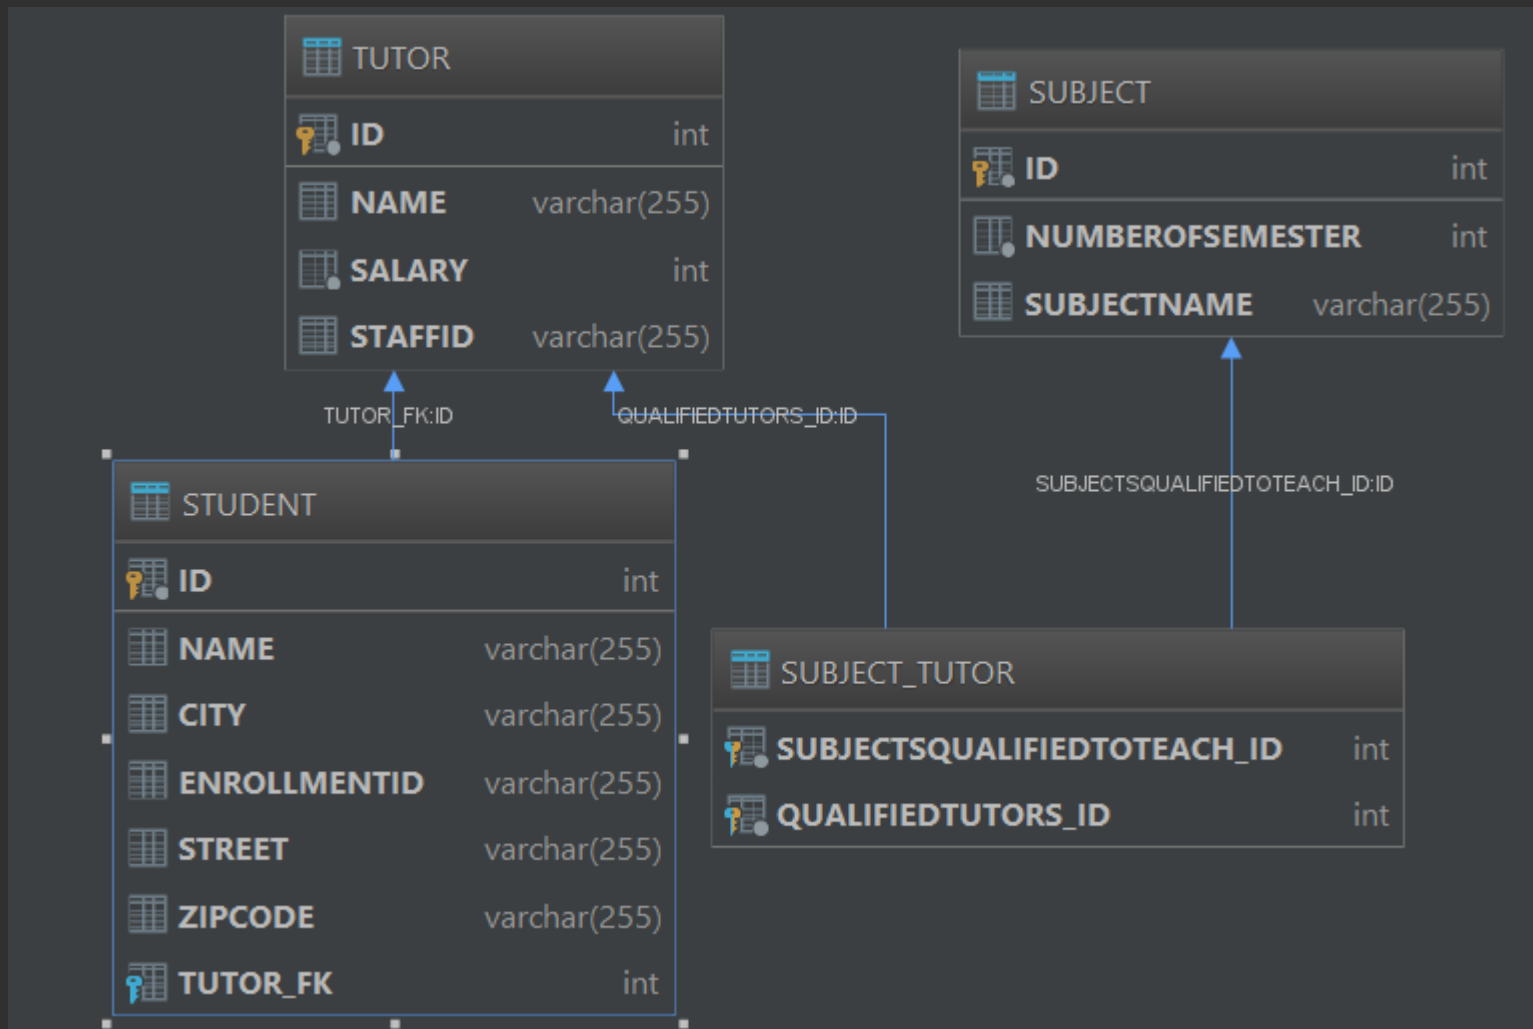 TUTOR
ID int
NAME varchar(255)
SALARY int
STAFFID varchar(255)
SUBJECT
ID int
NUMBEROFSEMESTER int
SUBJECTNAME varchar(255)
TUTOR_FK:ID
QUALIFIEDTUTORS_ID:ID
SUBJECTSQUALIFIEDTOTEACH_ID:ID
STUDENT
ID int
NAME varchar(255)
CITY varchar(255)
ENROLLMENTID varchar(255)
STREET varchar(255)
ZIPCODE varchar(255)
TUTOR_FK int
SUBJECT_TUTOR
SUBJECTSQUALIFIEDTOTEACH_ID int
QUALIFIEDTUTORS_ID int